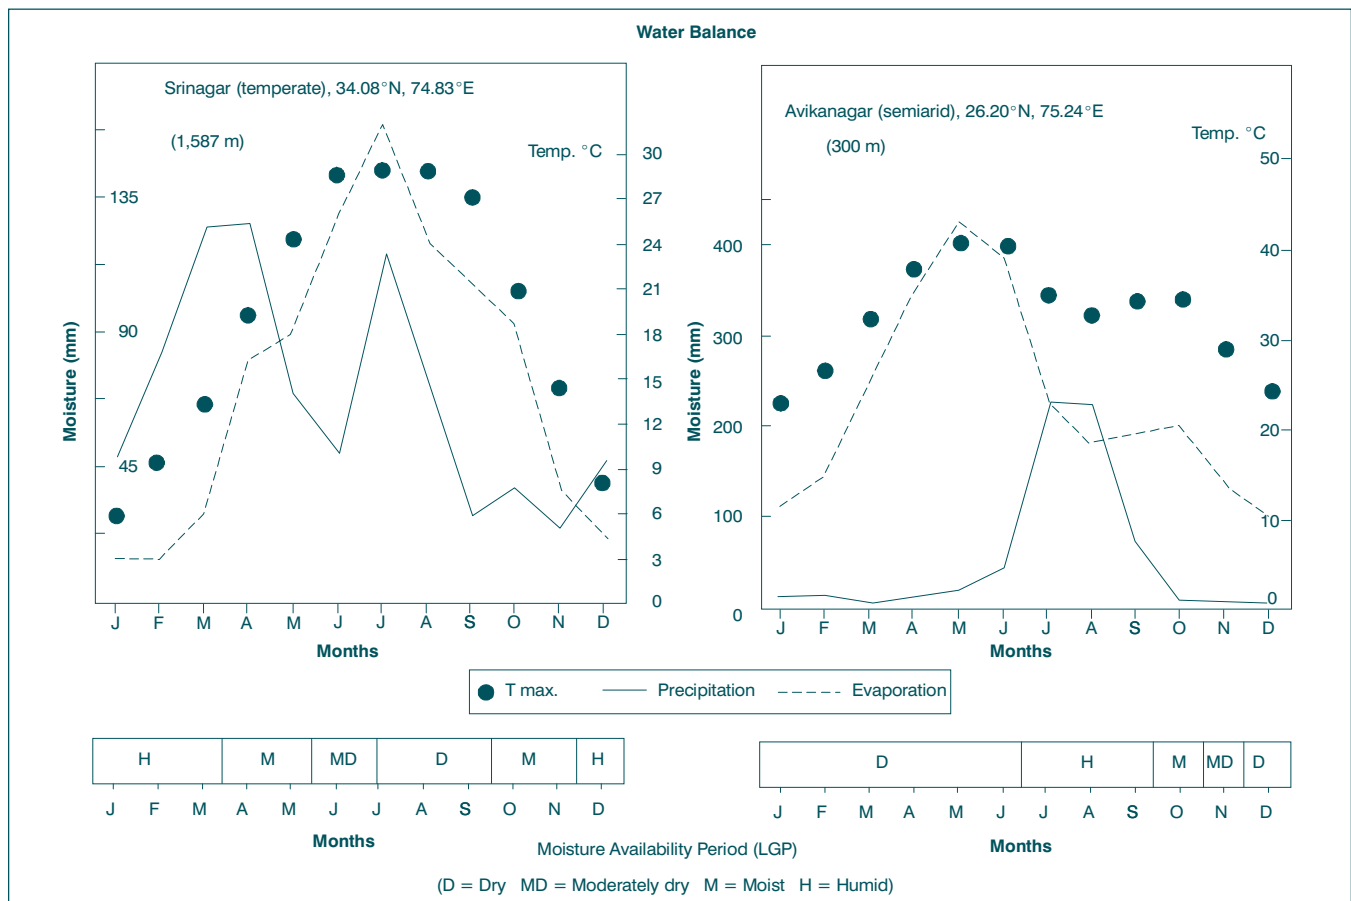 Water Balance
Srinagar (temperate), 34.08°N, 74.83°E
(1,587 m)
Temp. °C
Moisture (mm)
135
90
45
30
27
24
21
18
15
12
9
6
3
0
J F M A M J J A S O N D
Months
Avikanagar (semiarid), 26.20°N, 75.24°E
(300 m)
Temp. °C
Moisture (mm)
400
300
200
100
0
50
40
30
20
10
0
J F M A M J J A S O N D
Months
T max. Precipitation Evaporation
H M MD D M H
J F M A M J J A S O N D
Months
D H M MD D
J F M A M J J A S O N D
Months
Moisture Availability Period (LGP)
(D = Dry MD = Moderately dry M = Moist H = Humid)